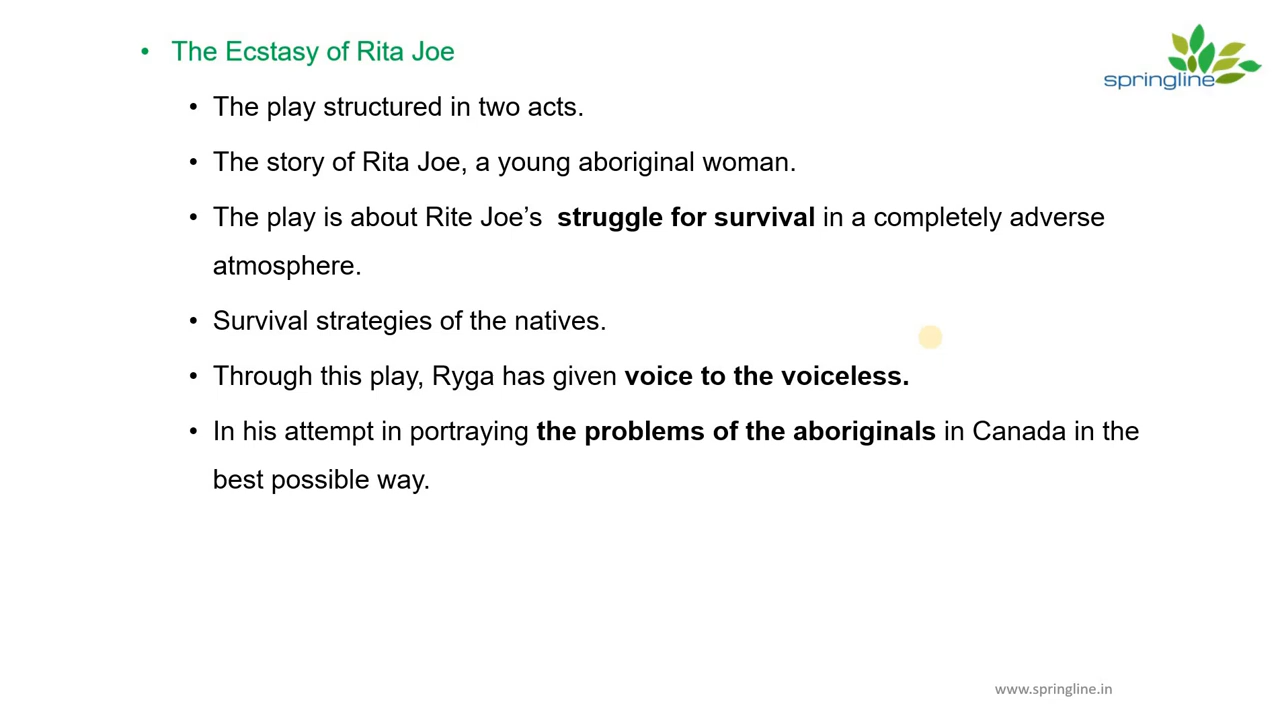 • The Ecstasy of Rita Joe
springline
• The play structured in two acts.
• The story of Rita Joe, a young aboriginal woman.
• The play is about Rite Joe’s  struggle for survival in a completely adverse
atmosphere.
• Survival strategies of the natives.
• Through this play, Ryga has given voice to the voiceless.
• In his attempt in portraying the problems of the aboriginals in Canada in the
best possible way.
www.springline.in